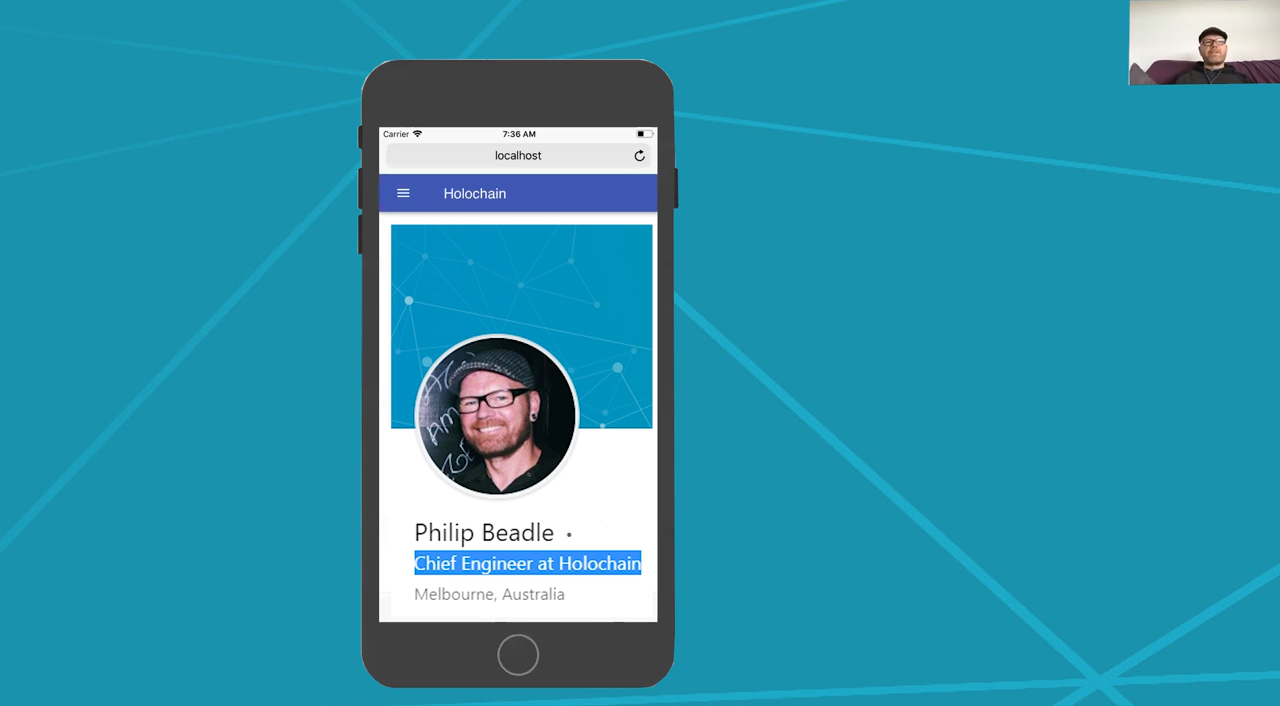 Carrier 7:36 AM
localhost
Holochain
Philip Beadle •
Chief Engineer at Holochain
Melbourne, Australia